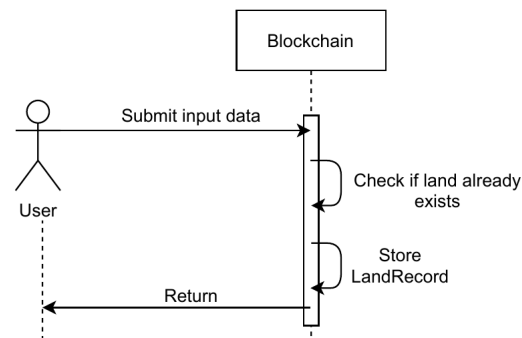 Blockchain
Submit input data
Check if land already
exists
User
Store
LandRecord
Return